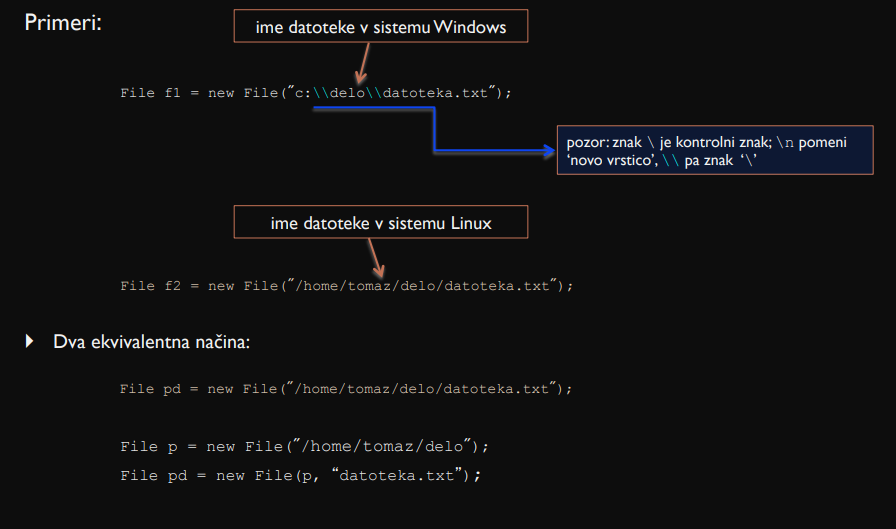 Primeri:
ime datoteke v sistemu Windows
File f1 = new File("c:\\delo\\datoteka.txt");
pozor: znak \ je kontrolni znak; \n pomeni
‘novo vrstico’, \\ pa znak ‘\’
ime datoteke v sistemu Linux
File f2 = new File("/home/tomaz/delo/datoteka.txt");
Dva ekvivalentna načina:
File pd = new File("/home/tomaz/delo/datoteka.txt");
File p = new File("/home/tomaz/delo");
File pd = new File(p, “datoteka.txt”);